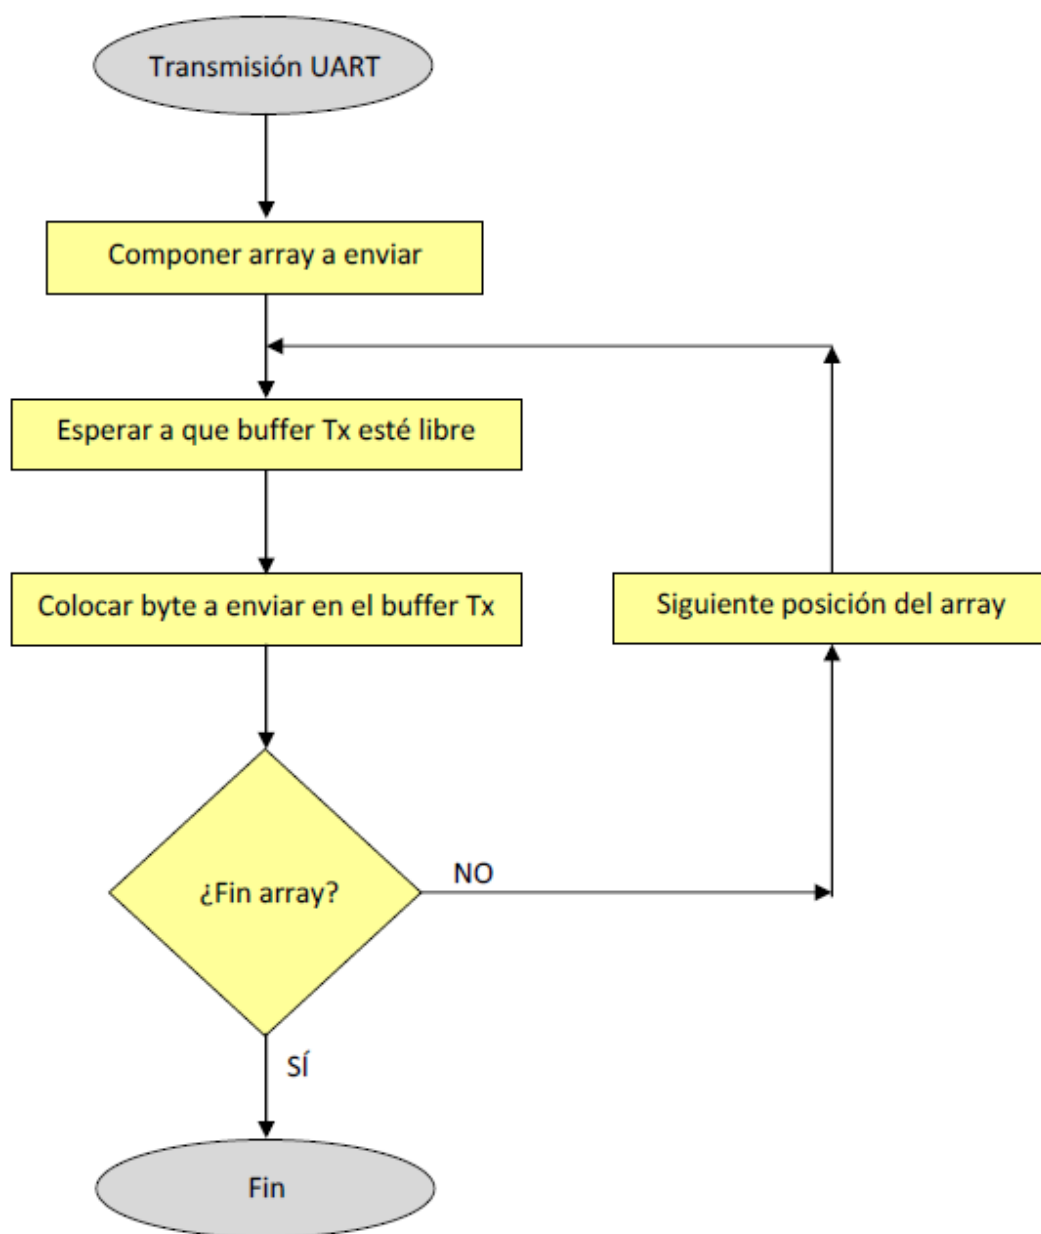 Transmisión UART
Componer array a enviar
Esperar a que buffer Tx esté libre
Colocar byte a enviar en el buffer Tx
Siguiente posición del array
¿Fin array?
NO
SÍ
Fin